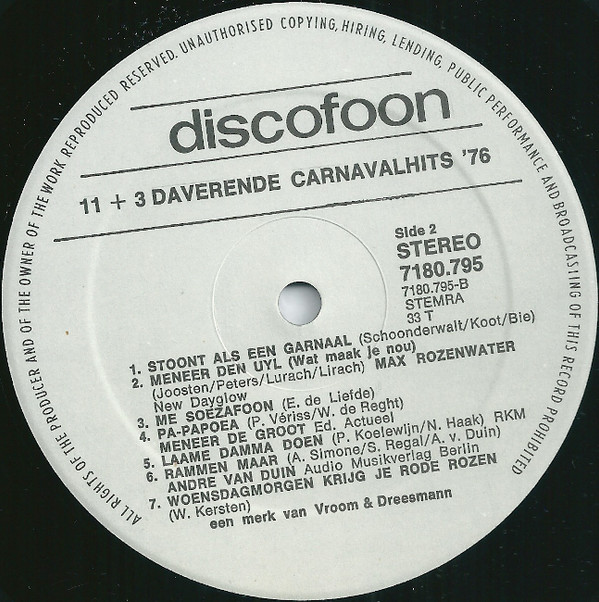 ALL RIGHTS OF THE PRODUCER AND OF THE OWNER OF THE WORK REPRODUCED RESERVED. UNAUTHORISED COPYING, HIRING, LENDING, PUBLIC PERFORMANCE AND BROADCASTING OF THIS RECORD PROHIBITED
discofoon
11 + 3 DAVERENDE CARNAVALHITS '76
Side 2
STEREO
7180.795
7180.795-B
STEMRA
33 T
1. STOONT ALS EEN GARNAAL (Schoonderwalt/Koot/Bie)
2. MENEER DEN UYL (Wat maak je nou)
(Joosten/Peters/Lurach/Lirach) MAX ROZENWATER
New Dayglow
3. ME SOEZAFOON (E. de Liefde)
4. PA-PAPOEA (P. Vériss/W. de Reght)
MENEER DE GROOT Ed. Actueel
5. LAAME DAMMA DOEN (P. Koelewijn/N. Haak) RKM
6. RAMMEN MAAR (A. Simone/S. Regal/A. v. Duin)
ANDRE VAN DUIN Audio Musikverlag Berlin
7. WOENSDAGMORGEN KRIJG JE RODE ROZEN
(W. Kersten)
een merk van Vroom & Dreesmann